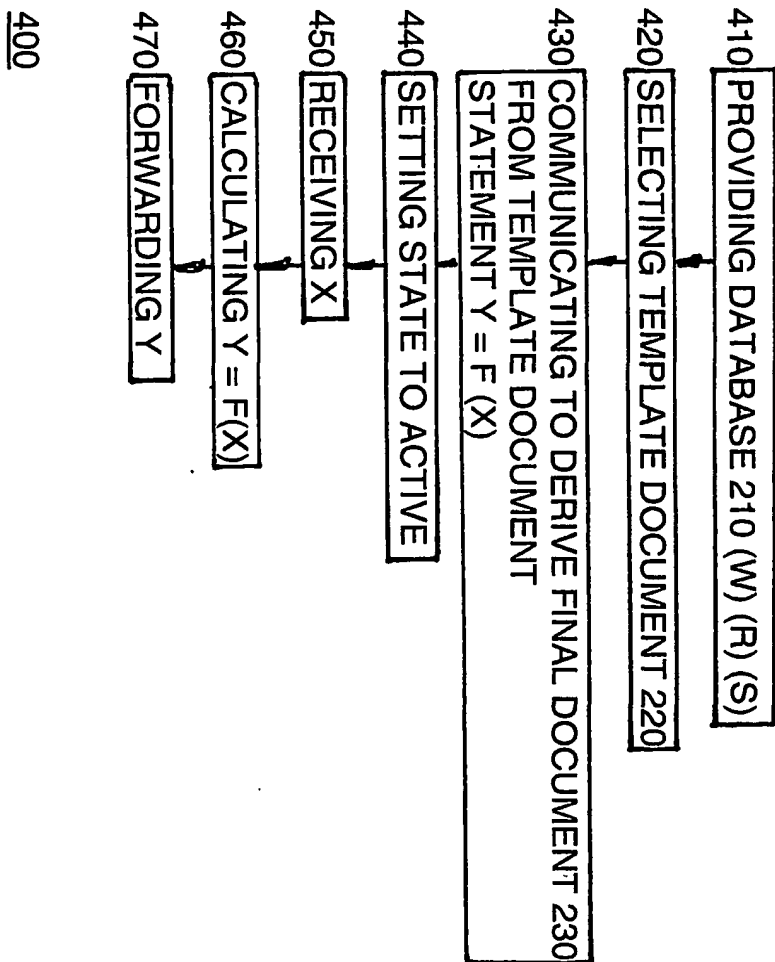 410 PROVIDING DATABASE 210 (W) (R) (S)
420 SELECTING TEMPLATE DOCUMENT 220
430 COMMUNICATING TO DERIVE FINAL DOCUMENT 230
FROM TEMPLATE DOCUMENT
STATEMENT Y = F (X)
440 SETTING STATE TO ACTIVE
450 RECEIVING X
460 CALCULATING Y = F(X)
470 FORWARDING Y
400